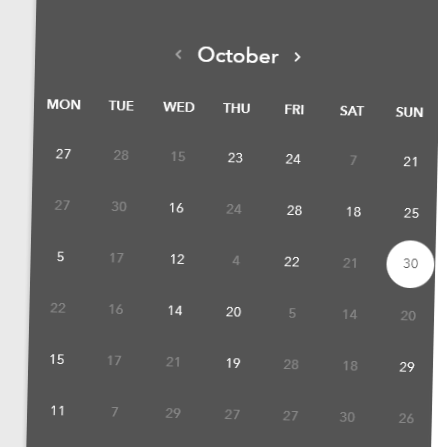 ‹ October ›
MON TUE WED THU FRI SAT SUN
27 28 15 23 24 7 21
27 30 16 24 28 18 25
5 17 12 4 22 21 30
22 16 14 20 5 14 20
15 17 21 19 28 18 29
11 7 29 27 27 30 26